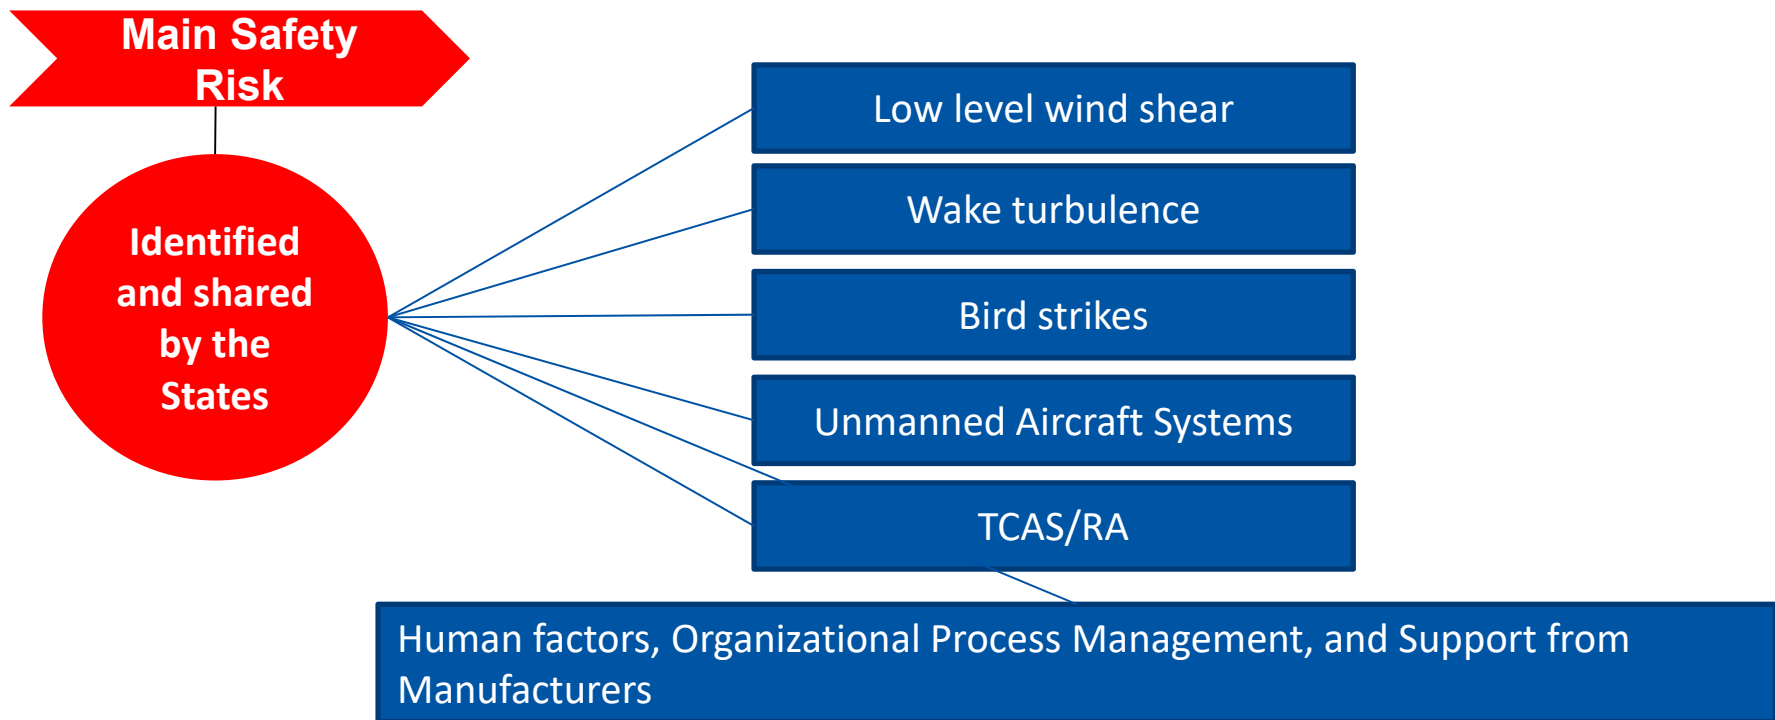 Main Safety
Risk
Identified
and shared
by the
States
Low level wind shear
Wake turbulence
Bird strikes
Unmanned Aircraft Systems
TCAS/RA
Human factors, Organizational Process Management, and Support from
Manufacturers